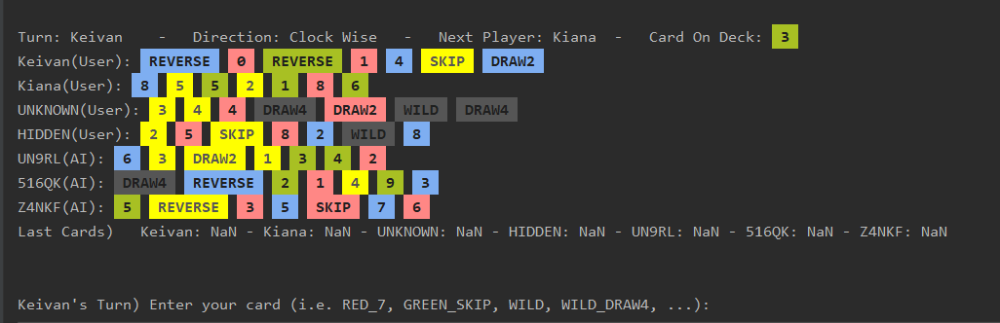 Turn: Keivan - Direction: Clock Wise - Next Player: Kiana - Card On Deck: 3
Keivan(User): REVERSE 0 REVERSE 1 4 SKIP DRAW2
Kiana(User): 8 5 5 2 1 8 6
UNKNOWN(User): 3 4 4 DRAW4 DRAW2 WILD DRAW4
HIDDEN(User): 2 5 SKIP 8 2 WILD 8
UN9RL(AI): 6 3 DRAW2 1 3 4 2
516QK(AI): DRAW4 REVERSE 2 1 4 9 3
Z4NKF(AI): 5 REVERSE 3 5 SKIP 7 6
Last Cards) Keivan: NaN - Kiana: NaN - UNKNOWN: NaN - HIDDEN: NaN - UN9RL: NaN - 516QK: NaN - Z4NKF: NaN
Keivan's Turn) Enter your card (i.e. RED_7, GREEN_SKIP, WILD, WILD_DRAW4, ...):